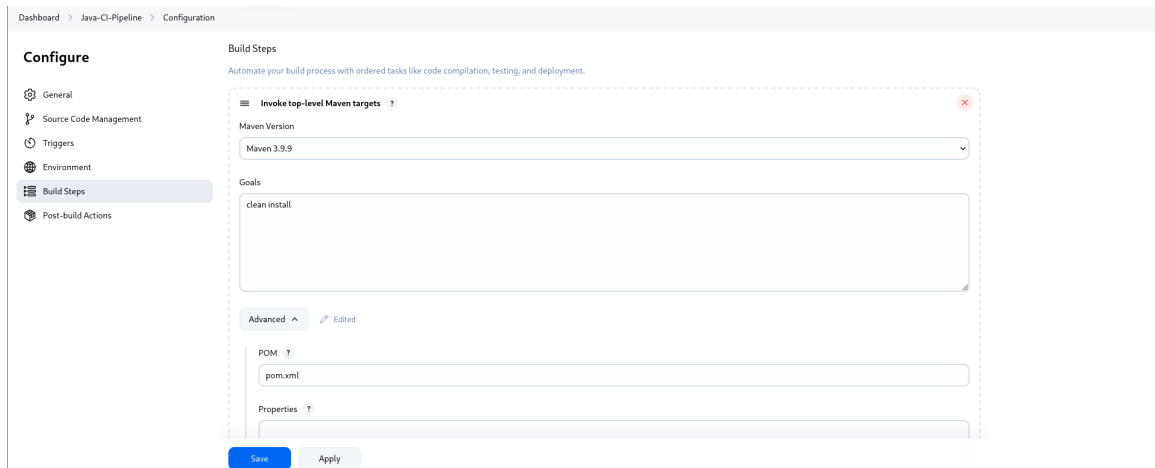 Dashboard > Java-CI-Pipeline > Configuration
Configure
General
Source Code Management
Triggers
Environment
Build Steps
Post-build Actions
Build Steps
Automate your build process with ordered tasks like code compilation, testing, and deployment.
Invoke top-level Maven targets ?
Maven Version
Maven 3.9.9
Goals
clean install
Advanced
Edited
POM ?
pom.xml
Properties ?
Save
Apply